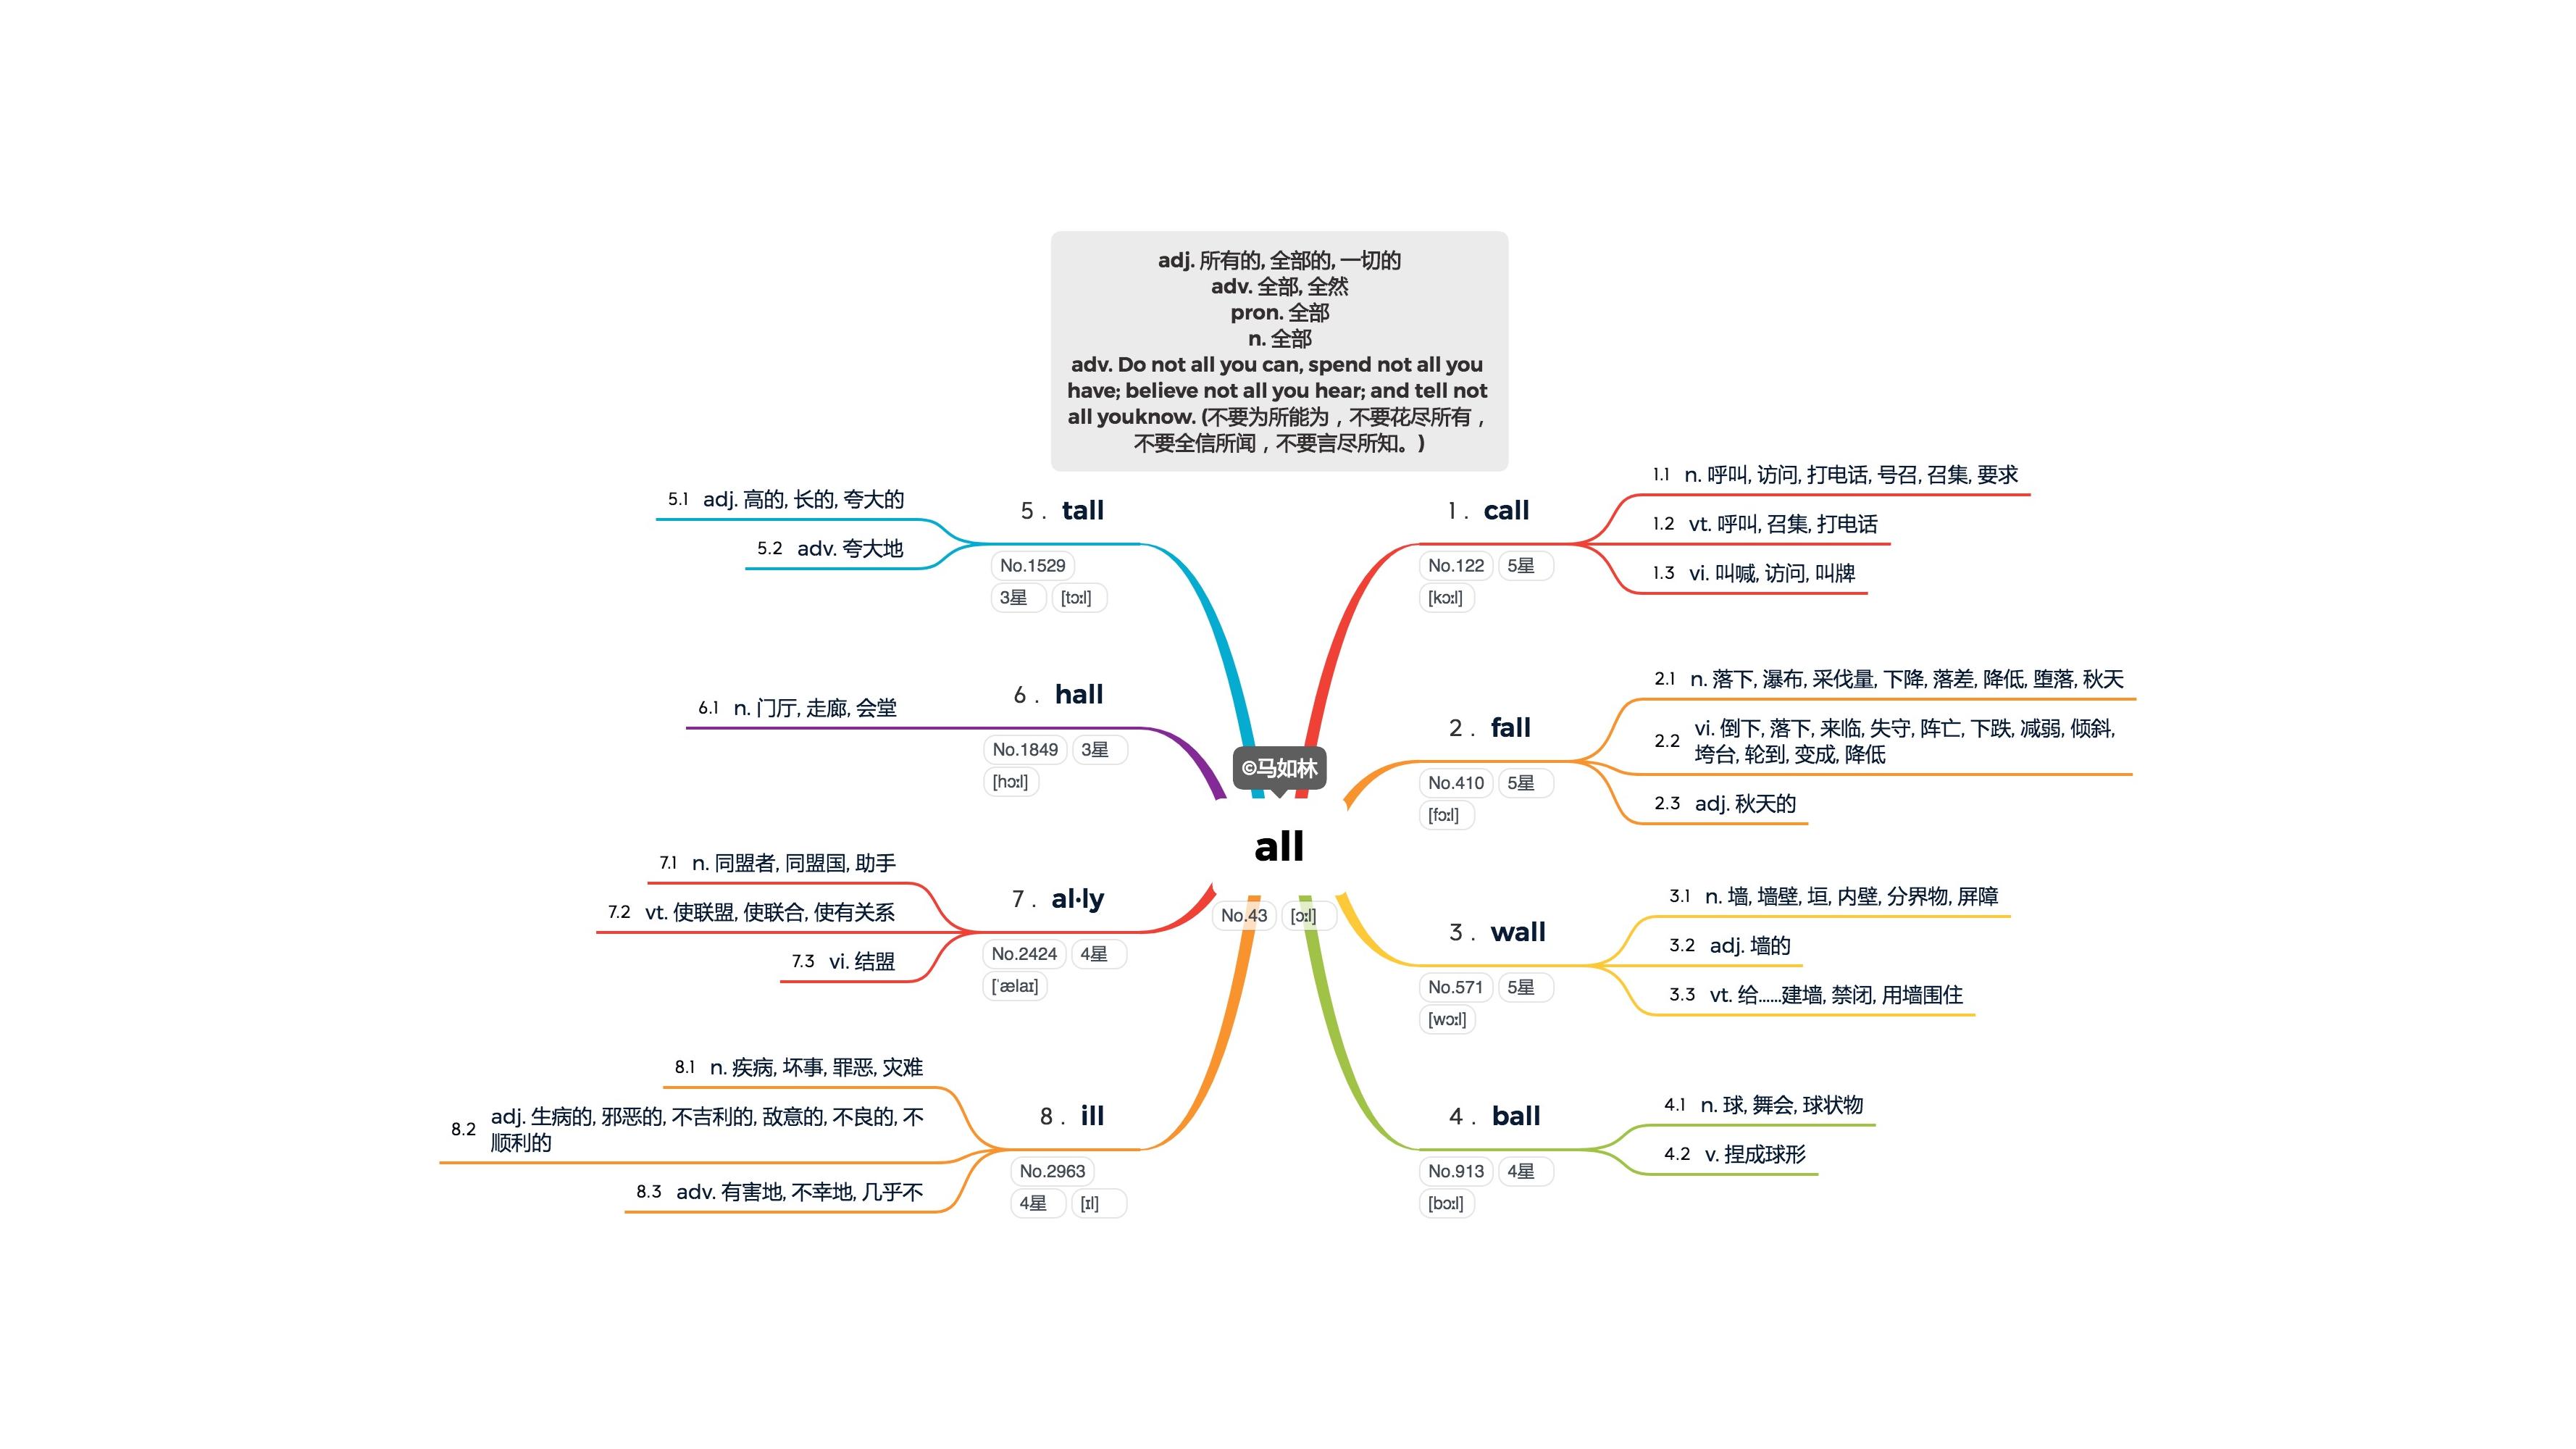 adj. 所有的, 全部的, 一切的
adv. 全部, 全然
pron. 全部
n. 全部
adv. Do not all you can, spend not all you
have; believe not all you hear; and tell not
all youknow. (不要为所能为，不要花尽所有，
不要全信所闻，不要言尽所知。)
©马如林
all
No.43 [ɔːl]
1. call
No.122 5星
[kɔːl]
1.1 n. 呼叫, 访问, 打电话, 号召, 召集, 要求
1.2 vt. 呼叫, 召集, 打电话
1.3 vi. 叫喊, 访问, 叫牌
2. fall
No.410 5星
[fɔːl]
2.1 n. 落下, 瀑布, 采伐量, 下降, 落差, 降低, 堕落, 秋天
2.2 vi. 倒下, 落下, 来临, 失守, 阵亡, 下跌, 减弱, 倾斜,
垮台, 轮到, 变成, 降低
2.3 adj. 秋天的
3. wall
No.571 5星
[wɔːl]
3.1 n. 墙, 墙壁, 垣, 内壁, 分界物, 屏障
3.2 adj. 墙的
3.3 vt. 给……建墙, 禁闭, 用墙围住
4. ball
No.913 4星
[bɔːl]
4.1 n. 球, 舞会, 球状物
4.2 v. 捏成球形
5. tall
No.1529
3星 [tɔːl]
5.1 adj. 高的, 长的, 夸大的
5.2 adv. 夸大地
6. hall
No.1849 3星
[hɔːl]
6.1 n. 门厅, 走廊, 会堂
7. al·ly
No.2424 4星
[ˈælaɪ]
7.1 n. 同盟者, 同盟国, 助手
7.2 vt. 使联盟, 使联合, 使有关系
7.3 vi. 结盟
8. ill
No.2963
4星 [ɪl]
8.1 n. 疾病, 坏事, 罪恶, 灾难
8.2 adj. 生病的, 邪恶的, 不吉利的, 敌意的, 不良的, 不
顺利的
8.3 adv. 有害地, 不幸地, 几乎不